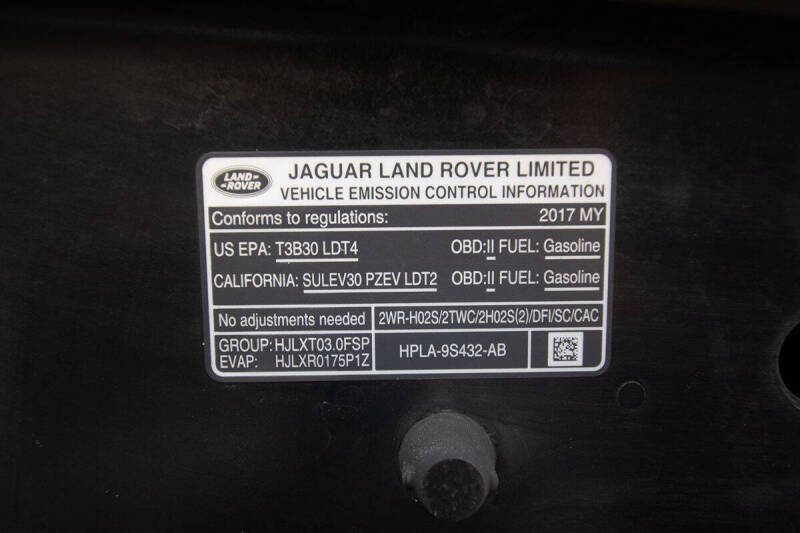 LAND-
-ROVER
JAGUAR LAND ROVER LIMITED
VEHICLE EMISSION CONTROL INFORMATION
Conforms to regulations: 2017 MY
US EPA: T3B30 LDT4 OBD:II FUEL: Gasoline
CALIFORNIA: SULEV30 PZEV LDT2 OBD:II FUEL: Gasoline
No adjustments needed 2WR-H02S/2TWC/2H02S(2)/DFI/SC/CAC
GROUP: HJLXT03.0FSP
EVAP: HJLXR0175P1Z
HPLA-9S432-AB